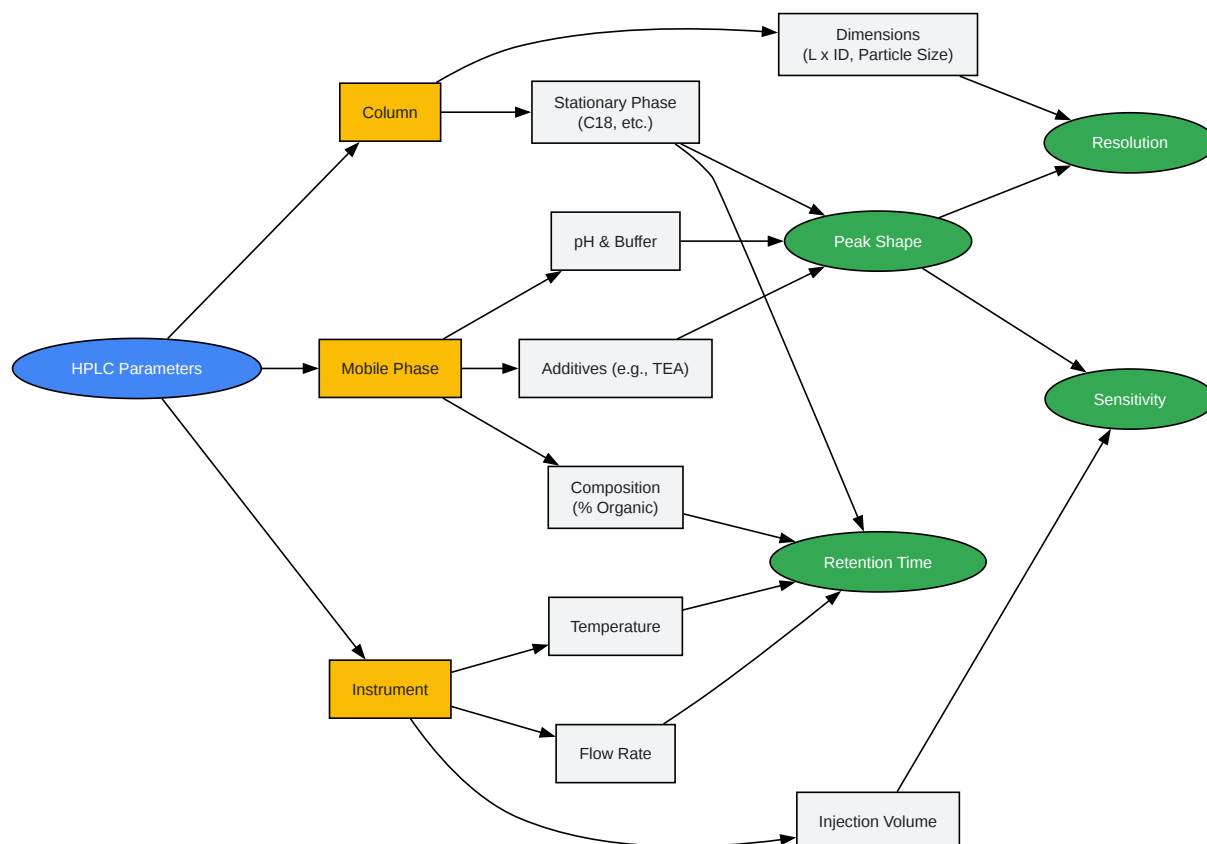 Dimensions
(L x ID, Particle Size)
Column
Stationary Phase
(C18, etc.)
Resolution
pH & Buffer
Peak Shape
HPLC Parameters
Mobile Phase
Additives (e.g., TEA)
Sensitivity
Composition
(% Organic)
Retention Time
Temperature
Instrument
Flow Rate
Injection Volume